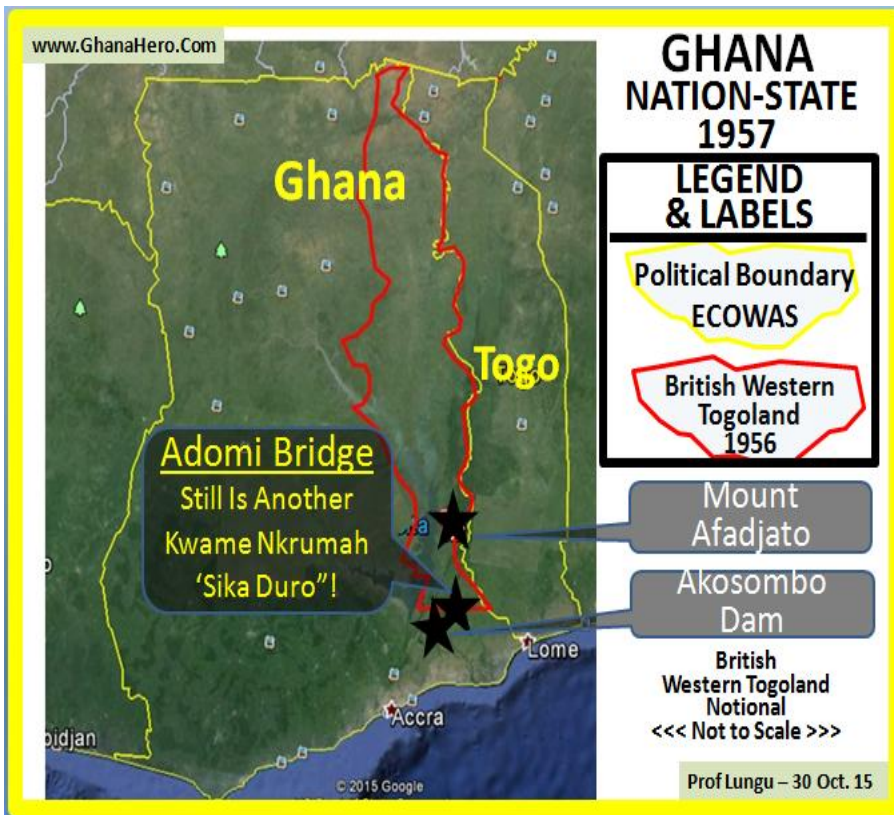 www.GhanaHero.Com
GHANA
NATION-STATE
1957
LEGEND
& LABELS
Political Boundary
ECOWAS
British Western
Togoland
1956
Ghana
Togo
Adomi Bridge
Still Is Another
Kwame Nkrumah
‘Sika Duro”!
Mount
Afadjato
Akosombo
Dam
Lome
Accra
bidjan
British
Western Togoland
Notional
<<< Not to Scale >>>
© 2015 Google
Prof Lungu – 30 Oct. 15